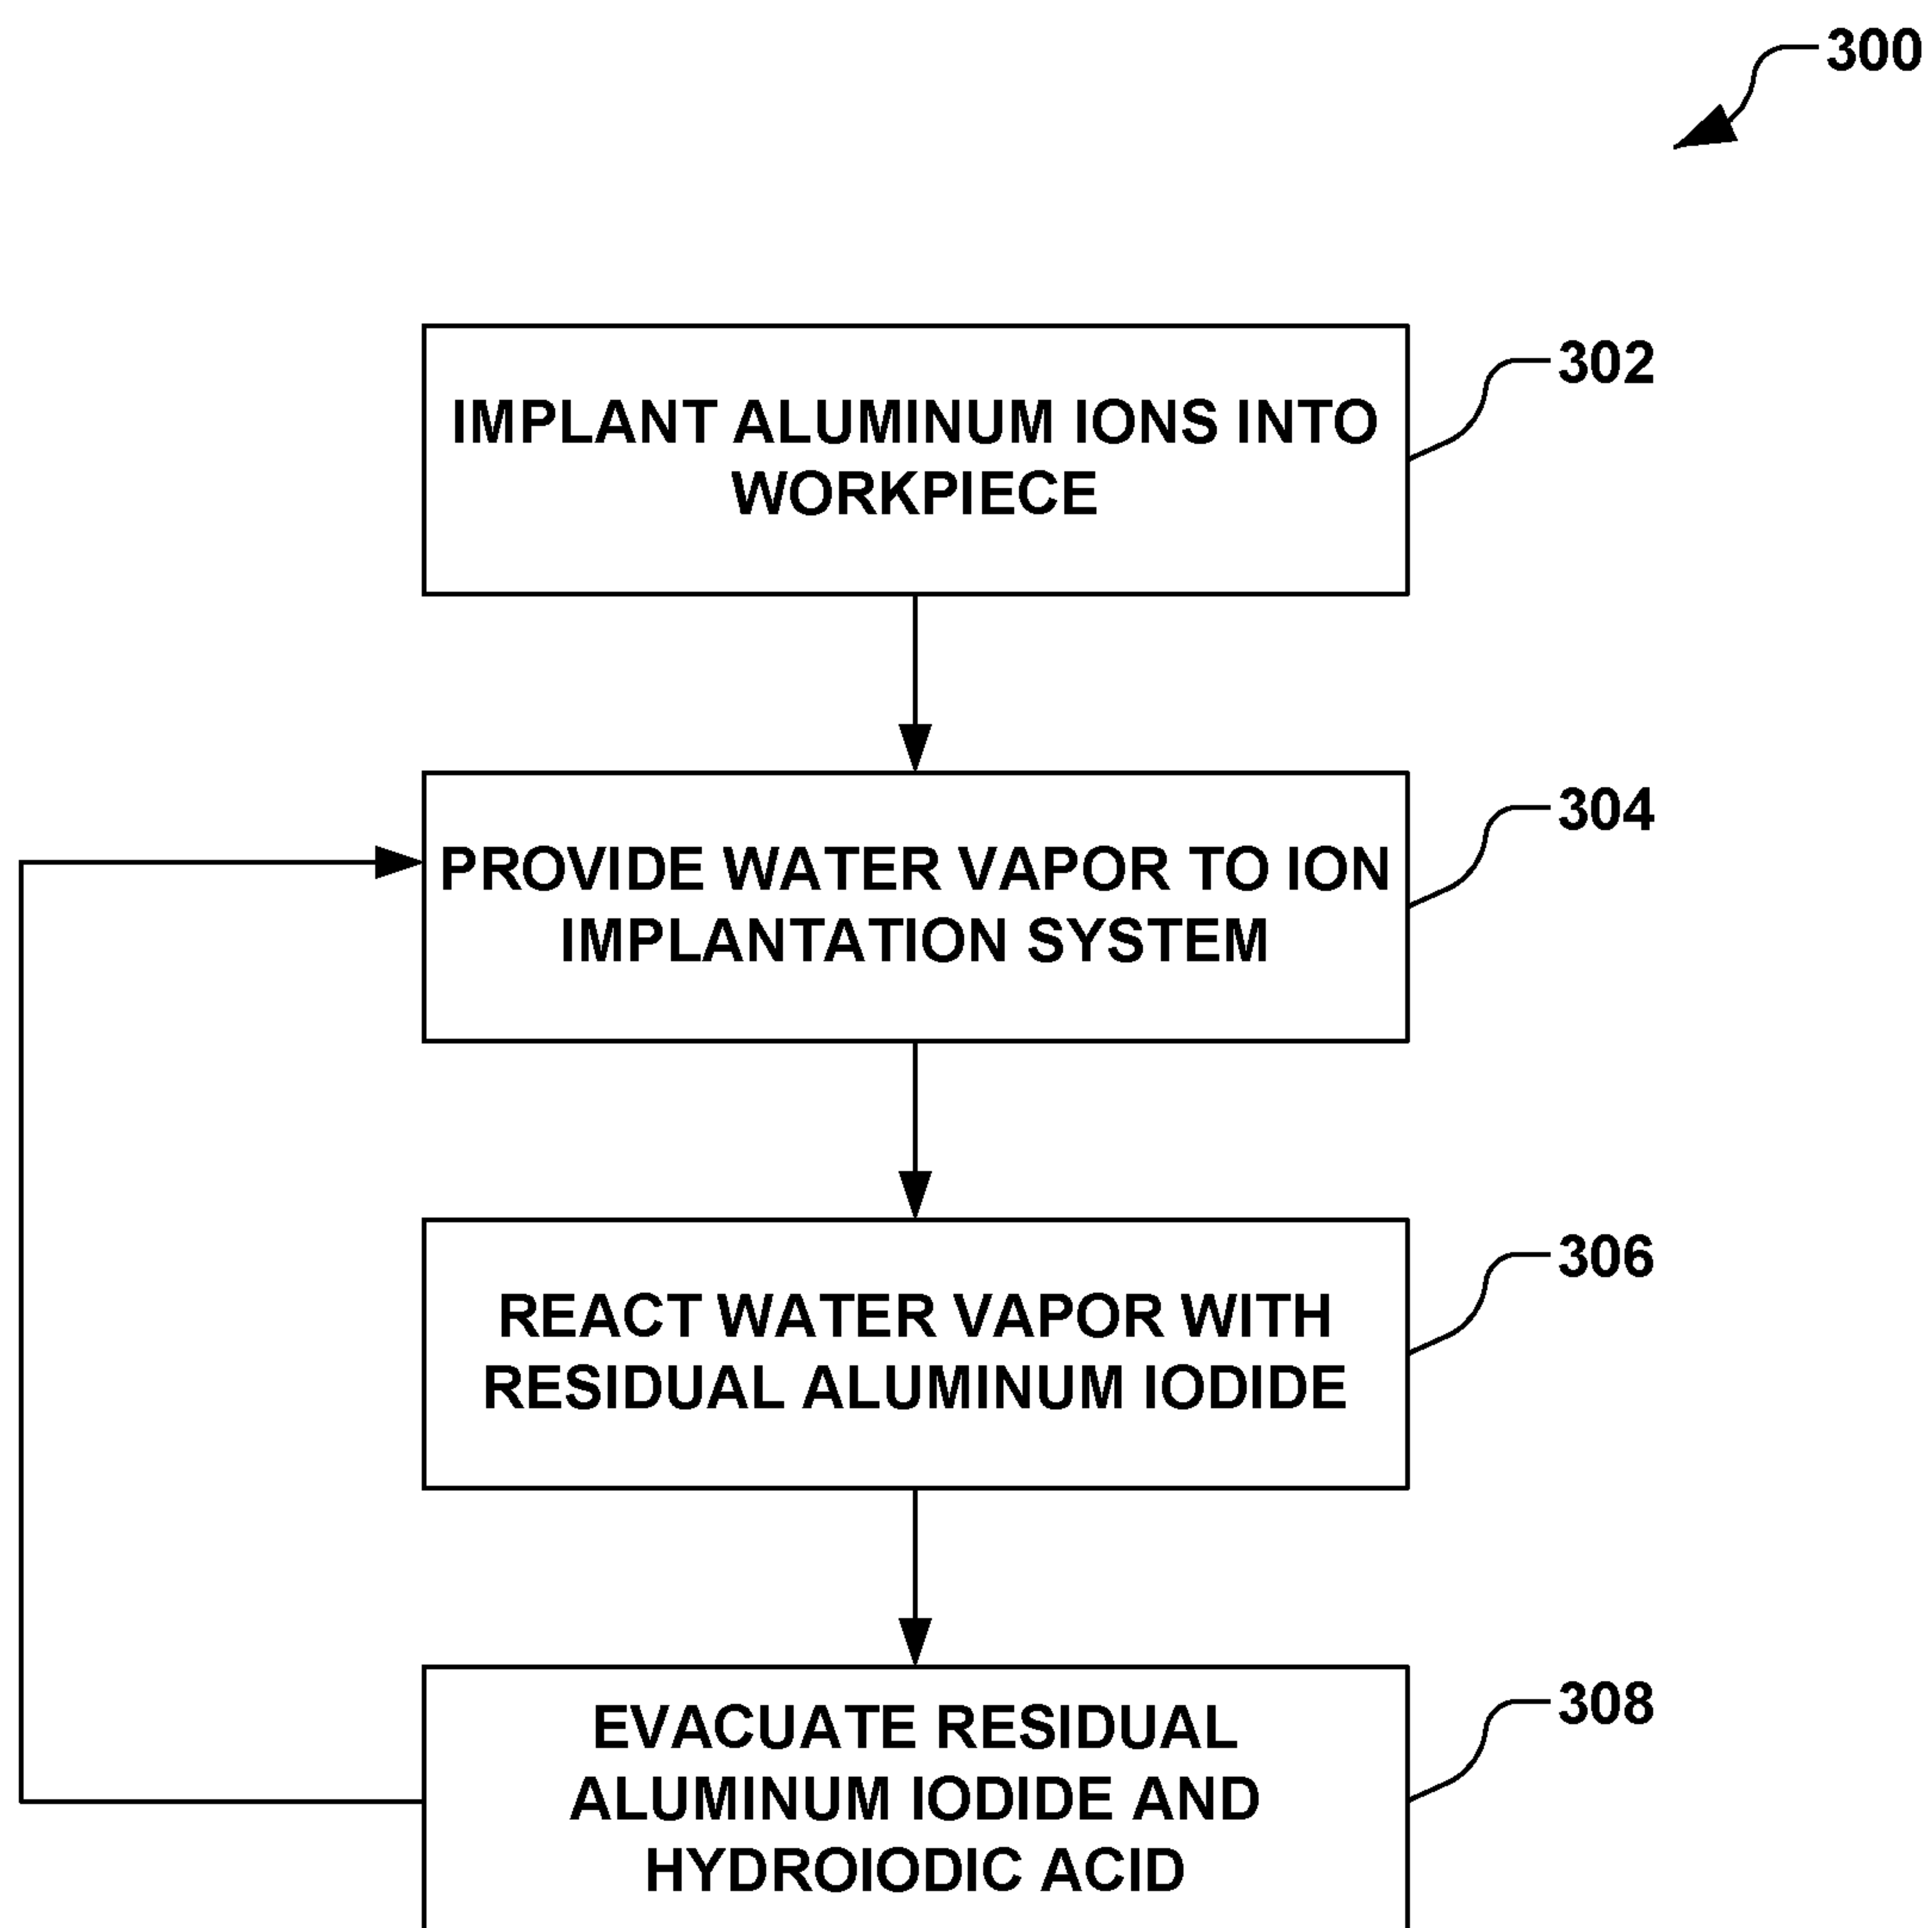 300
IMPLANT ALUMINUM IONS INTO
WORKPIECE
302
PROVIDE WATER VAPOR TO ION
IMPLANTATION SYSTEM
304
REACT WATER VAPOR WITH
RESIDUAL ALUMINUM IODIDE
306
EVACUATE RESIDUAL
ALUMINUM IODIDE AND
HYDROIODIC ACID
308